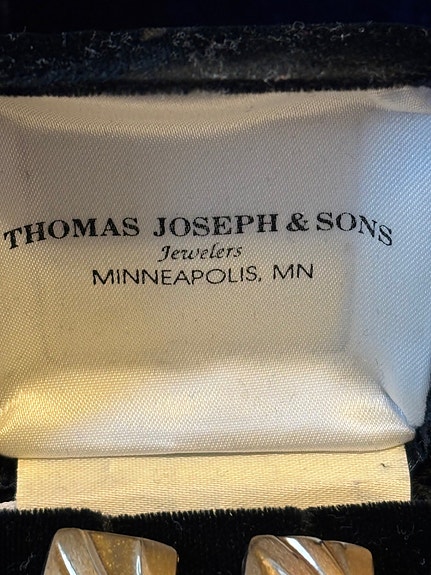 THOMAS JOSEPH & SONS
Jewelers
MINNEAPOLIS, MN